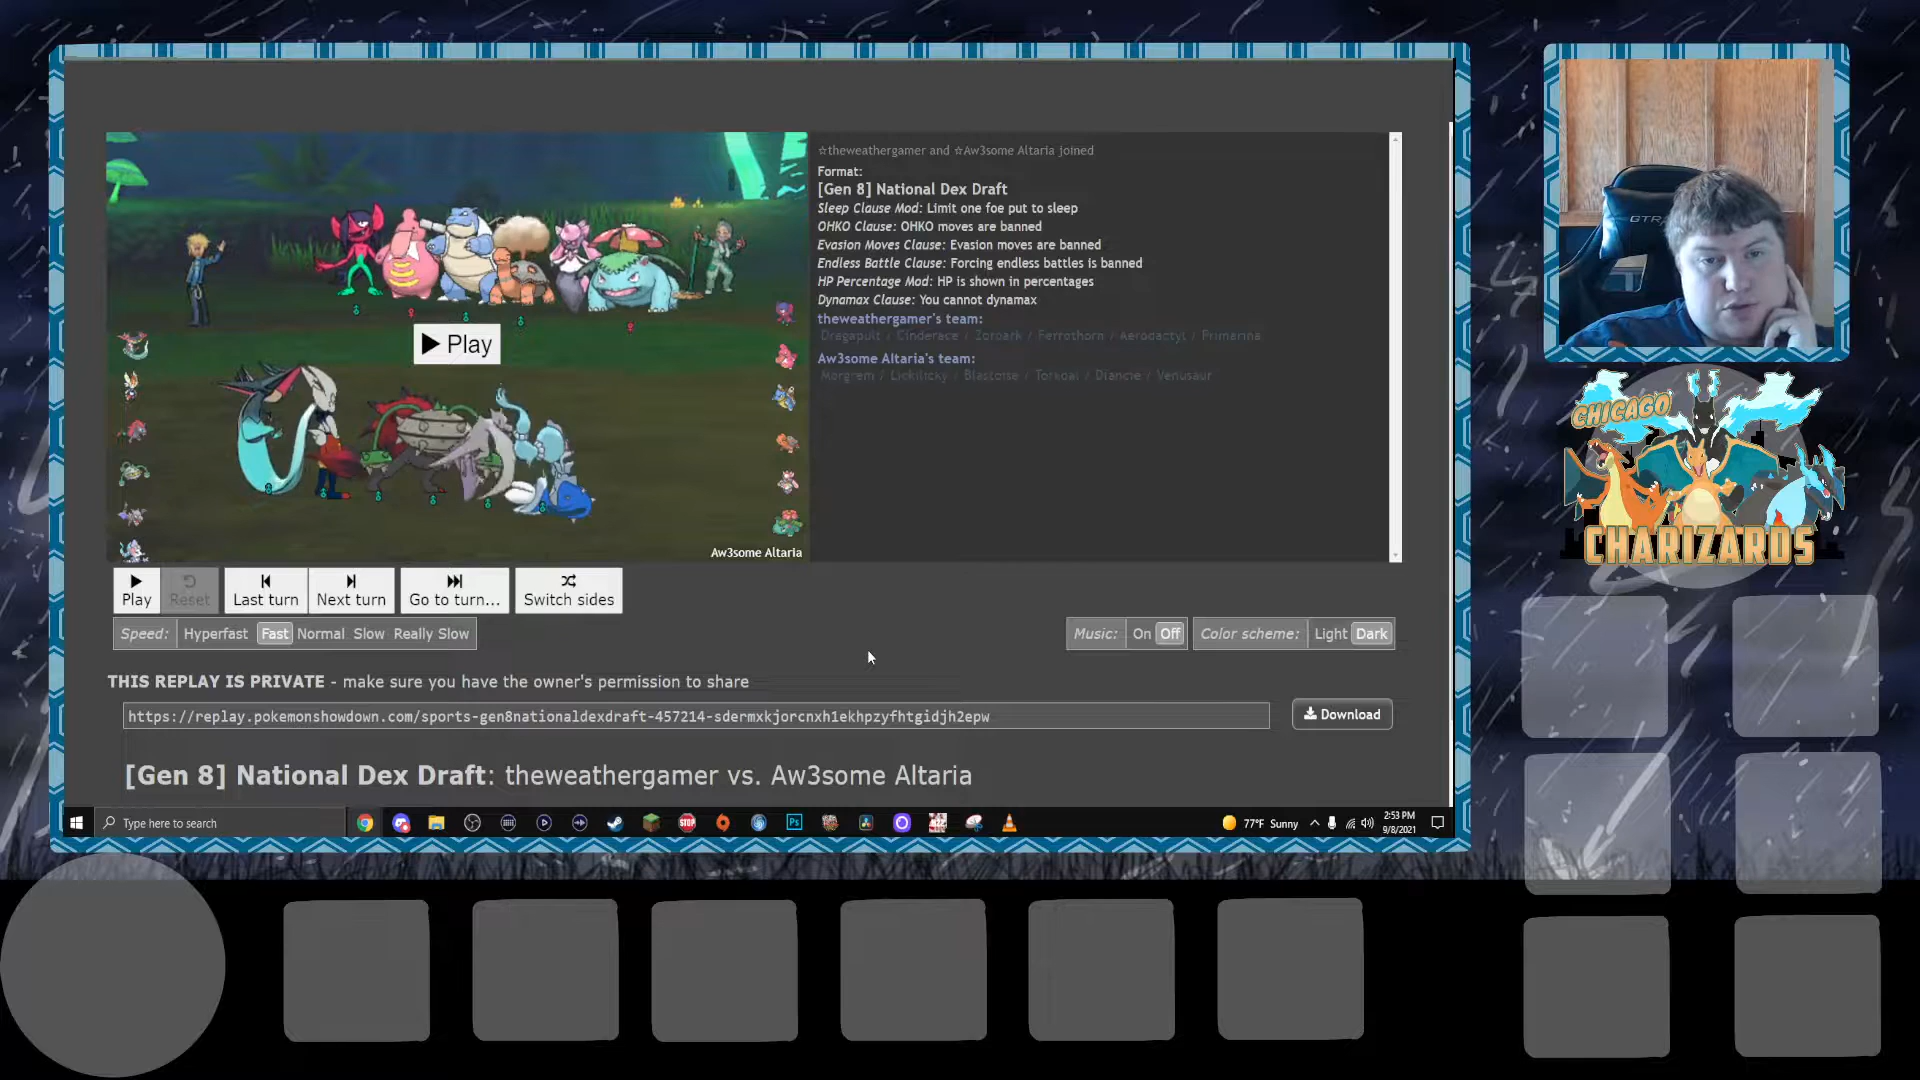 ☆theweathergamer and ☆Aw3some Altaria joined
Format:
[Gen 8] National Dex Draft
Sleep Clause Mod: Limit one foe put to sleep
OHKO Clause: OHKO moves are banned
Evasion Moves Clause: Evasion moves are banned
Endless Battle Clause: Forcing endless battles is banned
HP Percentage Mod: HP is shown in percentages
Dynamax Clause: You cannot dynamax
theweathergamer's team:
Dragapult / Cinderace / Zoroark / Ferrothorn / Aerodactyl / Primarina
Aw3some Altaria's team:
Morgrem / Lickilicky / Blastoise / Torkoal / Diancie / Venusaur
Play
Aw3some Altaria
GTR
CHICAGO
CHARIZARDS
Play Reset Last turn Next turn Go to turn... Switch sides
Speed: Hyperfast Fast Normal Slow Really Slow
Music: On Off Color scheme: Light Dark
THIS REPLAY IS PRIVATE - make sure you have the owner's permission to share
https://replay.pokemonshowdown.com/sports-gen8nationaldexdraft-457214-sdermxkjorcnxh1ekhpzyfhtgidjh2epw
Download
[Gen 8] National Dex Draft: theweathergamer vs. Aw3some Altaria
Type here to search
STOP
Ps
77°F Sunny
2:53 PM
9/8/2021